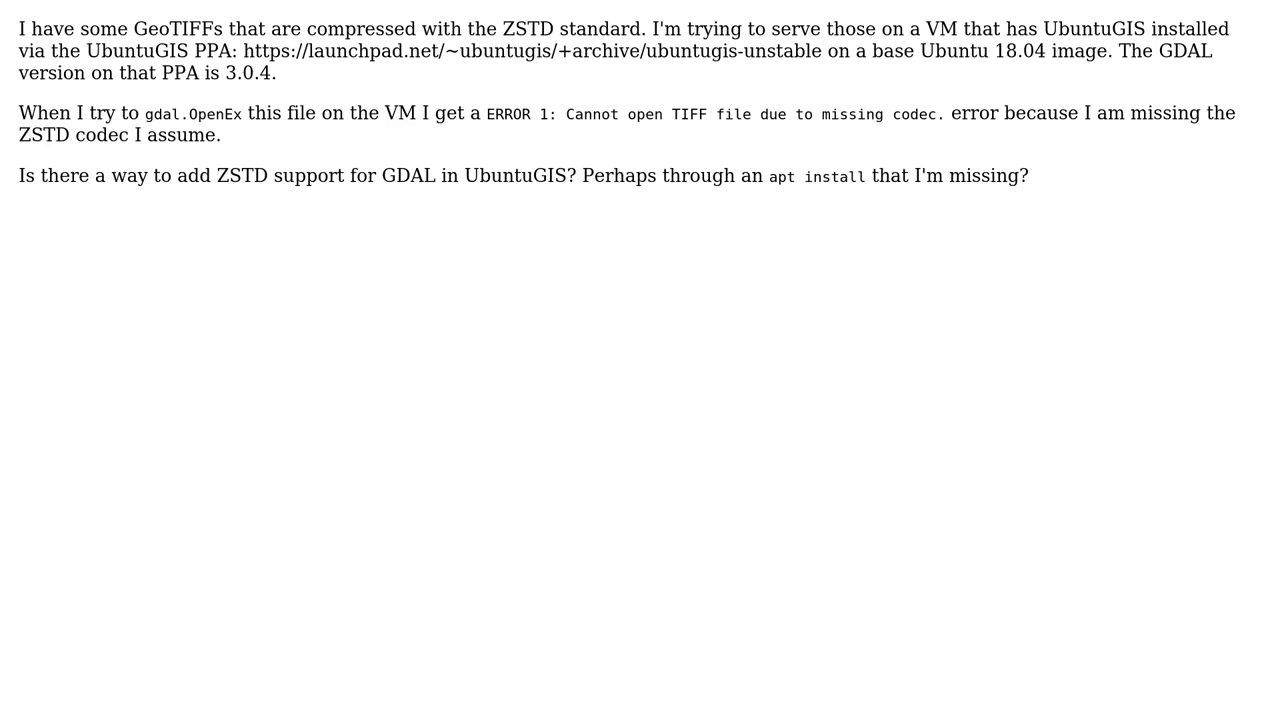 I have some GeoTIFFs that are compressed with the ZSTD standard. I'm trying to serve those on a VM that has UbuntuGIS installed
via the UbuntuGIS PPA: https://launchpad.net/~ubuntugis/+archive/ubuntugis-unstable on a base Ubuntu 18.04 image. The GDAL
version on that PPA is 3.0.4.
When I try to gdal.OpenEx this file on the VM I get a ERROR 1: Cannot open TIFF file due to missing codec. error because I am missing the
ZSTD codec I assume.
Is there a way to add ZSTD support for GDAL in UbuntuGIS? Perhaps through an apt install that I'm missing?